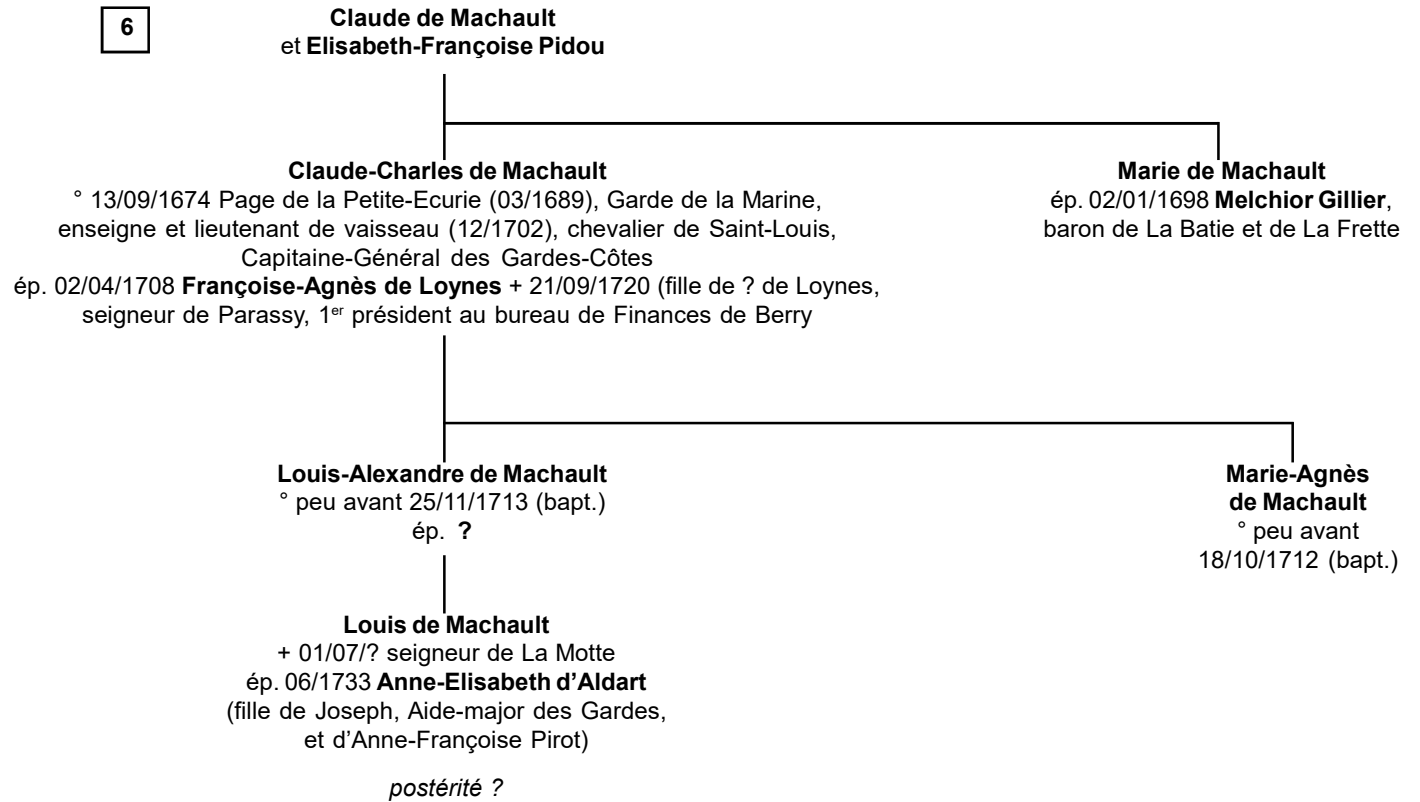 6
Claude de Machault
et Elisabeth-Françoise Pidou
Claude-Charles de Machault
° 13/09/1674 Page de la Petite-Ecurie (03/1689), Garde de la Marine,
enseigne et lieutenant de vaisseau (12/1702), chevalier de Saint-Louis,
Capitaine-Général des Gardes-Côtes
ép. 02/04/1708 Françoise-Agnès de Loynes + 21/09/1720 (fille de ? de Loynes,
seigneur de Parassy, 1er président au bureau de Finances de Berry
Marie de Machault
ép. 02/01/1698 Melchior Gillier,
baron de La Batie et de La Frette
Louis-Alexandre de Machault
° peu avant 25/11/1713 (bapt.)
ép. ?
Marie-Agnès
de Machault
° peu avant
18/10/1712 (bapt.)
Louis de Machault
+ 01/07/? seigneur de La Motte
ép. 06/1733 Anne-Elisabeth d’Aldart
(fille de Joseph, Aide-major des Gardes,
et d’Anne-Françoise Pirot)
postérité ?